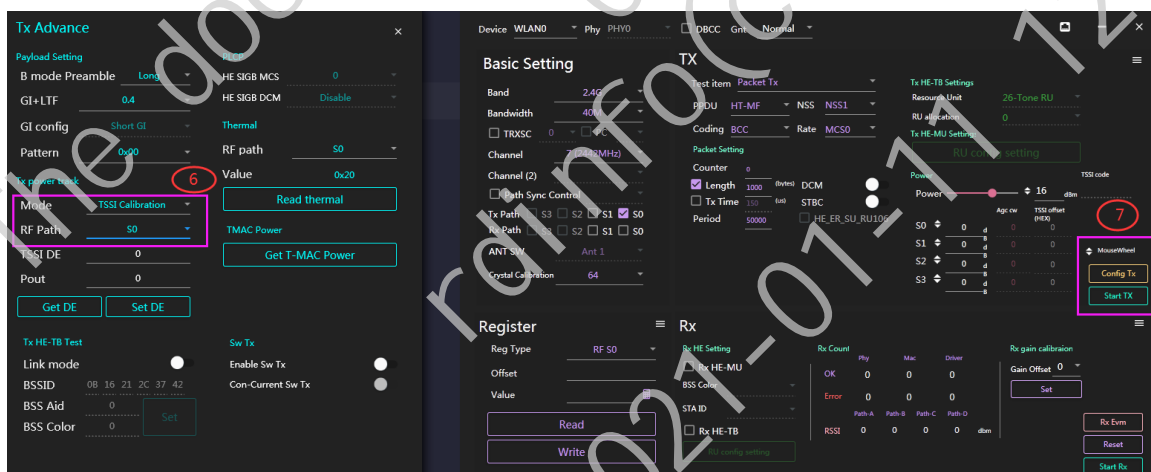 Tx Advance
×
Payload Setting
B mode Preamble Long
GI+LTF 0.4
GI config Short GI
Pattern 0x00
Tx power track
6
Mode TSSI Calibration
RF Path S0
TSSI DE 0
Pout 0
Get DE Set DE
Tx HE-TB Test
Link mode
BSSID 0B 16 21 2C 37 42
BSS Aid 0
BSS Color 0
Set
PLCP
HE SIGB MCS 0
HE SIGB DCM Disable
Thermal
RF path S0
Value 0x20
Read thermal
TMAC Power
Get T-MAC Power
Sw Tx
Enable Sw Tx
Con-Current Sw Tx
Device WLAN0 Phy PHY0 DBCC Gnt Normal
×
Basic Setting
Band 2.4G
Bandwidth 40M
TRXSC 0
Channel 7 (2442MHz)
Channel (2)
Path Sync Control
Tx Path S3 S2 S1 S0
Rx Path S3 S2 S1 S0
ANT SW Ant 1
Crystal Calibration 64
TX
Test item Packet Tx
PPDU HT-MF NSS NSS1
Coding BCC Rate MCS0
Packet Setting
Counter 0
Length 1000 (bytes) DCM
Tx Time 150 (us) STBC
Period 50000 HE_ER_SU_RU106
Tx HE-TB Settings
Resource Unit 26-Tone RU
RU allocation 0
Tx HE-MU Settings
RU config setting
Power
TSSI code
Power 16 dBm
Agc cw TSSI offset (HEX)
7
S0 0 dB 0 0
S1 0 dB 0 0
S2 0 dB 0 0
S3 0 dB 0 0
MouseWheel
Config Tx
Start TX
Register
Reg Type RF S0
Offset
Value
Read
Write
Rx
Rx HE Setting
Rx HE-MU
BSS Color
STA ID
Rx HE-TB
RU config setting
Rx Count
Phy Mac Driver
OK 0 0 0
Error 0 0 0
Path-A Path-B Path-C Path-D
RSSI 0 0 0 0 dbm
Rx gain calibraion
Gain Offset 0
Set
Rx Evm
Reset
Start Rx